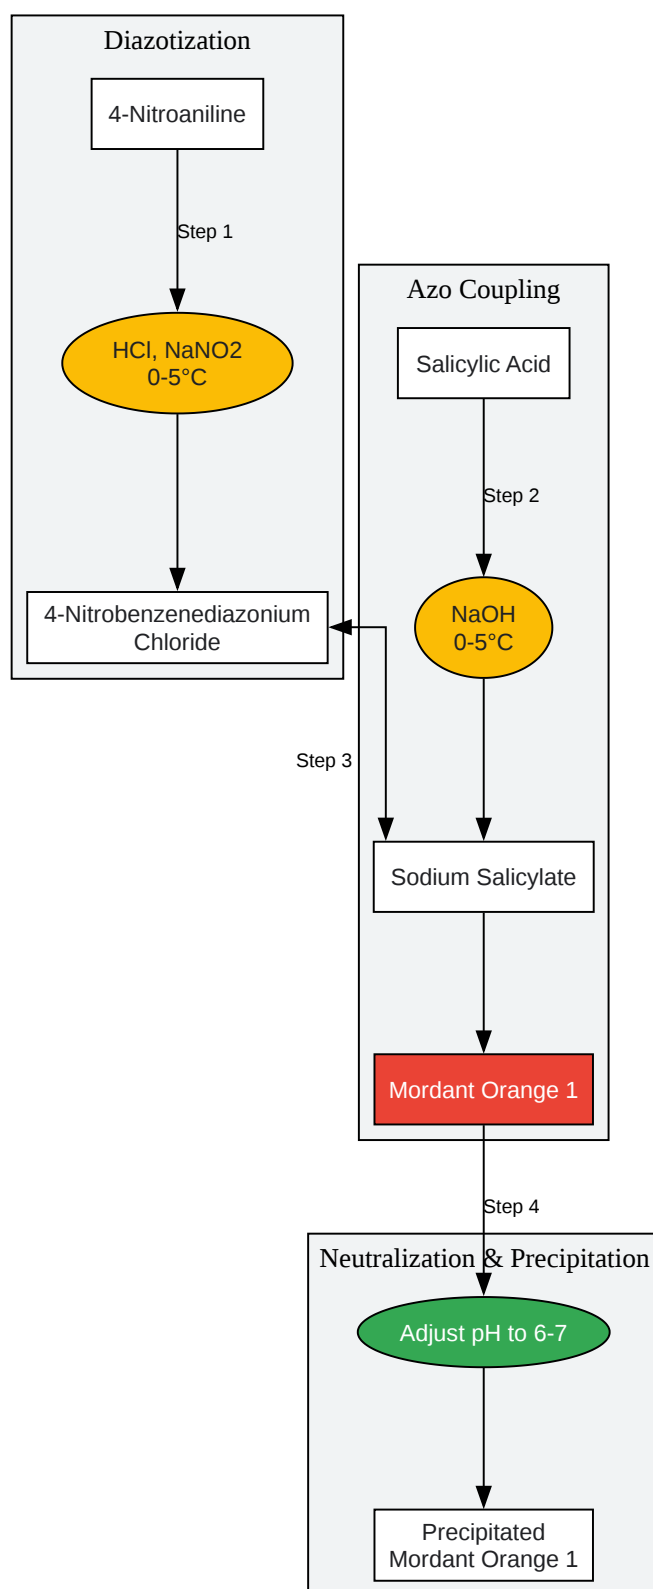 Diazotization
4-Nitroaniline
Step 1
HCl, NaNO2
0-5°C
4-Nitrobenzenediazonium
Chloride
Azo Coupling
Salicylic Acid
Step 2
NaOH
0-5°C
Step 3
Sodium Salicylate
Mordant Orange 1
Step 4
Neutralization & Precipitation
Adjust pH to 6-7
Precipitated
Mordant Orange 1